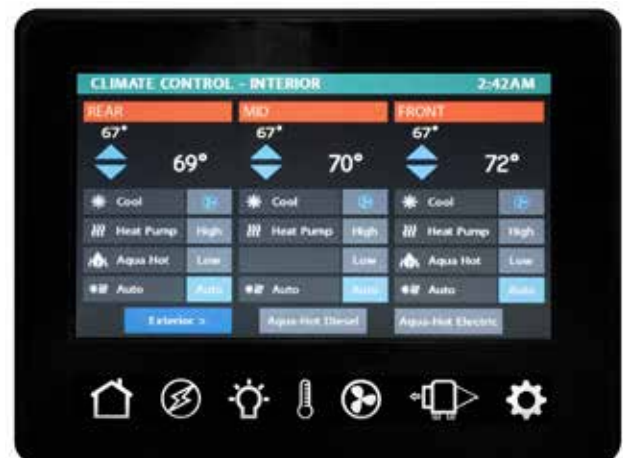 CLIMATE CONTROL - INTERIOR 2:42AM
REAR MID FRONT
67° 67° 67°
69° 70° 72°
Cool Cool Cool
Heat Pump High Heat Pump High Heat Pump High
Aqua Hot Low Low Aqua Hot Low
Auto Auto Auto Auto Auto Auto
Exterior > Aqua-Hot Diesel Aqua-Hot Electric